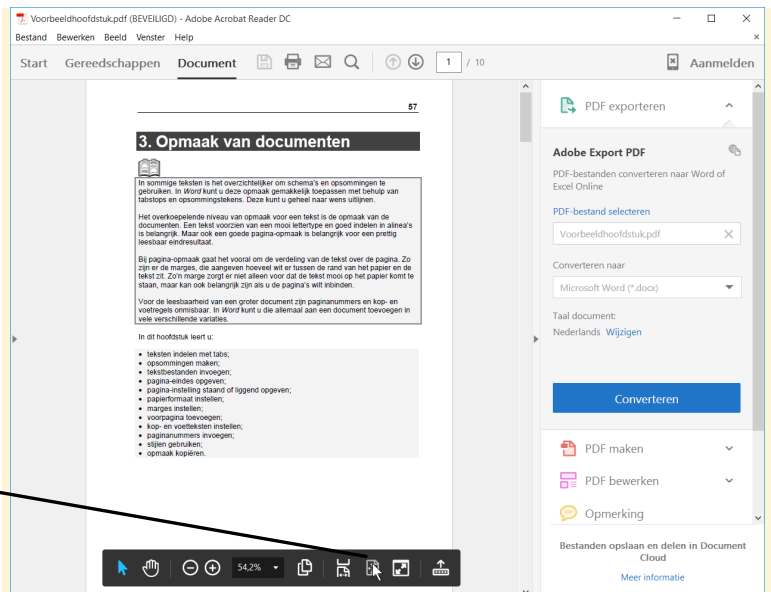 Voorbeeldhoofdstuk.pdf (BEVEILIGD) - Adobe Acrobat Reader DC
Bestand Bewerken Beeld Venster Help
Start Gereedschappen Document 1 / 10 Aanmelden
57
3. Opmaak van documenten
In sommige teksten is het overzichtelijker om schema's en opsommingen te
gebruiken. In Word kunt u deze opmaak gemakkelijk toepassen met behulp van
tabstops en opsommingstekens. Deze kunt u geheel naar wens uitlijnen.
Het overkoepelende niveau van opmaak voor een tekst is de opmaak van de
documenten. Een tekst voorzien van een mooi lettertype en goed indelen in alinea's
is belangrijk. Maar ook een goede pagina-opmaak is belangrijk voor een prettig
leesbaar eindresultaat.
Bij pagina-opmaak gaat het vooral om de verdeling van de tekst over de pagina. Zo
zijn er de marges, die aangeven hoeveel wit er tussen de rand van het papier en de
tekst zit. Zo'n marge zorgt er niet alleen voor dat de tekst mooi op het papier komt te
staan, maar kan ook belangrijk zijn als u de pagina's wilt inbinden.
Voor de leesbaarheid van een groter document zijn paginanummers en kop- en
voetregels onmisbaar. In Word kunt u die allemaal aan een document toevoegen in
vele verschillende variaties.
In dit hoofdstuk leert u:
• teksten indelen met tabs;
• opsommingen maken;
• tekstbestanden invoegen;
• pagina-eindes opgeven;
• pagina-instelling staand of liggend opgeven;
• papierformaat instellen;
• marges instellen;
• voorpagina toevoegen;
• kop- en voetteksten instellen;
• paginanummers invoegen;
• stijlen gebruiken;
• opmaak kopiëren.
54,2%
PDF exporteren
Adobe Export PDF
PDF-bestanden converteren naar Word of
Excel Online
PDF-bestand selecteren
Voorbeeldhoofdstuk.pdf
Converteren naar
Microsoft Word (*.docx)
Taal document:
Nederlands Wijzigen
Converteren
PDF maken
PDF bewerken
Opmerking
Bestanden opslaan en delen in Document
Cloud
Meer informatie